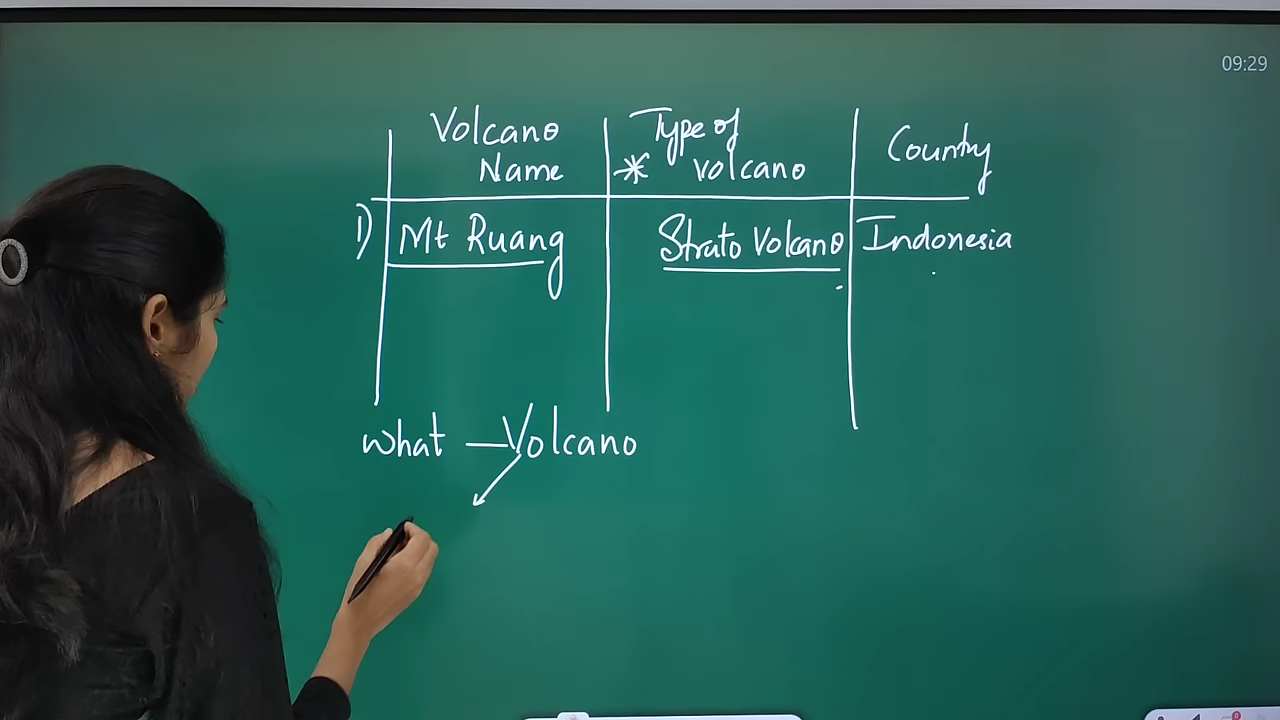 09:29
Volcano Name
Type of
* Volcano
Country
1) Mt Ruang
Strato Volcano
Indonesia
what — Volcano